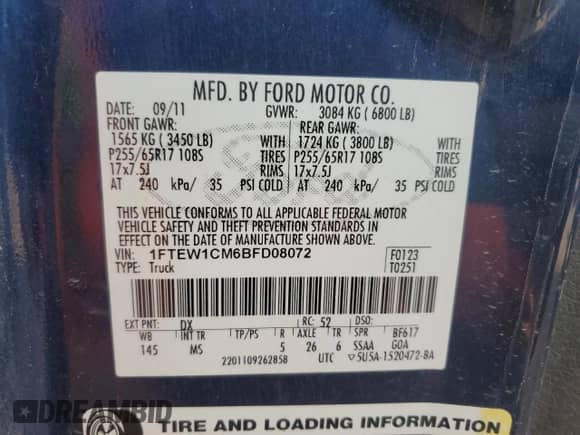 MFD. BY FORD MOTOR CO.
DATE: 09/11 GVWR: 3084 KG ( 6800 LB)
FRONT GAWR: REAR GAWR:
1565 KG ( 3450 LB) WITH 1724 KG ( 3800 LB) WITH
P255/65R17 108S TIRES P255/65R17 108S TIRES
17x7.5J RIMS 17x7.5J RIMS
AT 240 kPa/ 35 PSI COLD AT 240 kPa/ 35 PSI COLD
THIS VEHICLE CONFORMS TO ALL APPLICABLE FEDERAL MOTOR
VEHICLE SAFETY AND THEFT PREVENTION STANDARDS IN
EFFECT ON THE DATE OF MANUFACTURE SHOWN ABOVE.
VIN: 1FTEW1CM6BFD08072 F0123
TYPE: Truck T0251
EXT PNT: DX RC: 52 DSO:
WB INT TR TP/PS R AXLE TR SPR BF617
145 MS 5 26 6 SSAA GOA
2201109262858 UTC ▽5USA-1520472-BA
DREAMBID
TIRE AND LOADING INFORMATION